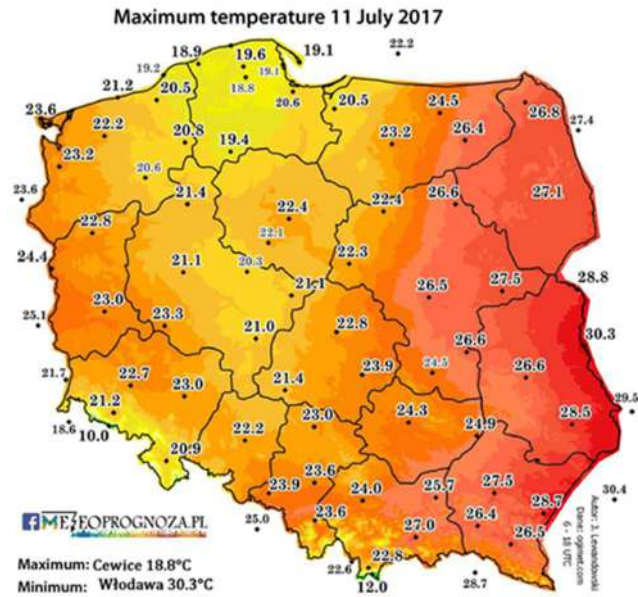 Maximum temperature 11 July 2017
18.9 19.6 19.1 22.2
19.2 19.1
18.8
21.2 20.5 20.6 20.5 24.5 26.8
23.6
22.2 20.8 19.4 23.2 26.4 27.4
23.2
20.6 27.1
23.6 21.4 22.4 22.4 26.6
22.8 22.1
24.4 21.1 20.3 22.3
21.1 26.5 27.5 28.8
23.0
25.1 23.3 21.0 22.8 30.3
26.6
21.7 22.7 23.0 21.4 23.9 24.5 26.6
21.2 29.5
18.6 10.0 22.2 23.0 24.3 24.9 28.5
20.9
23.9 23.6 24.0 25.7 27.5
23.6 26.4 28.7 30.4
25.0 27.0 26.5
22.8
22.6 12.0 28.7
METEOPROGNOZA.PL
Maximum: Cewice 18.8°C
Minimum: Włodawa 30.3°C
Autor: J. Lewandowski
Dane: ogimet.com
6 - 18 UTC